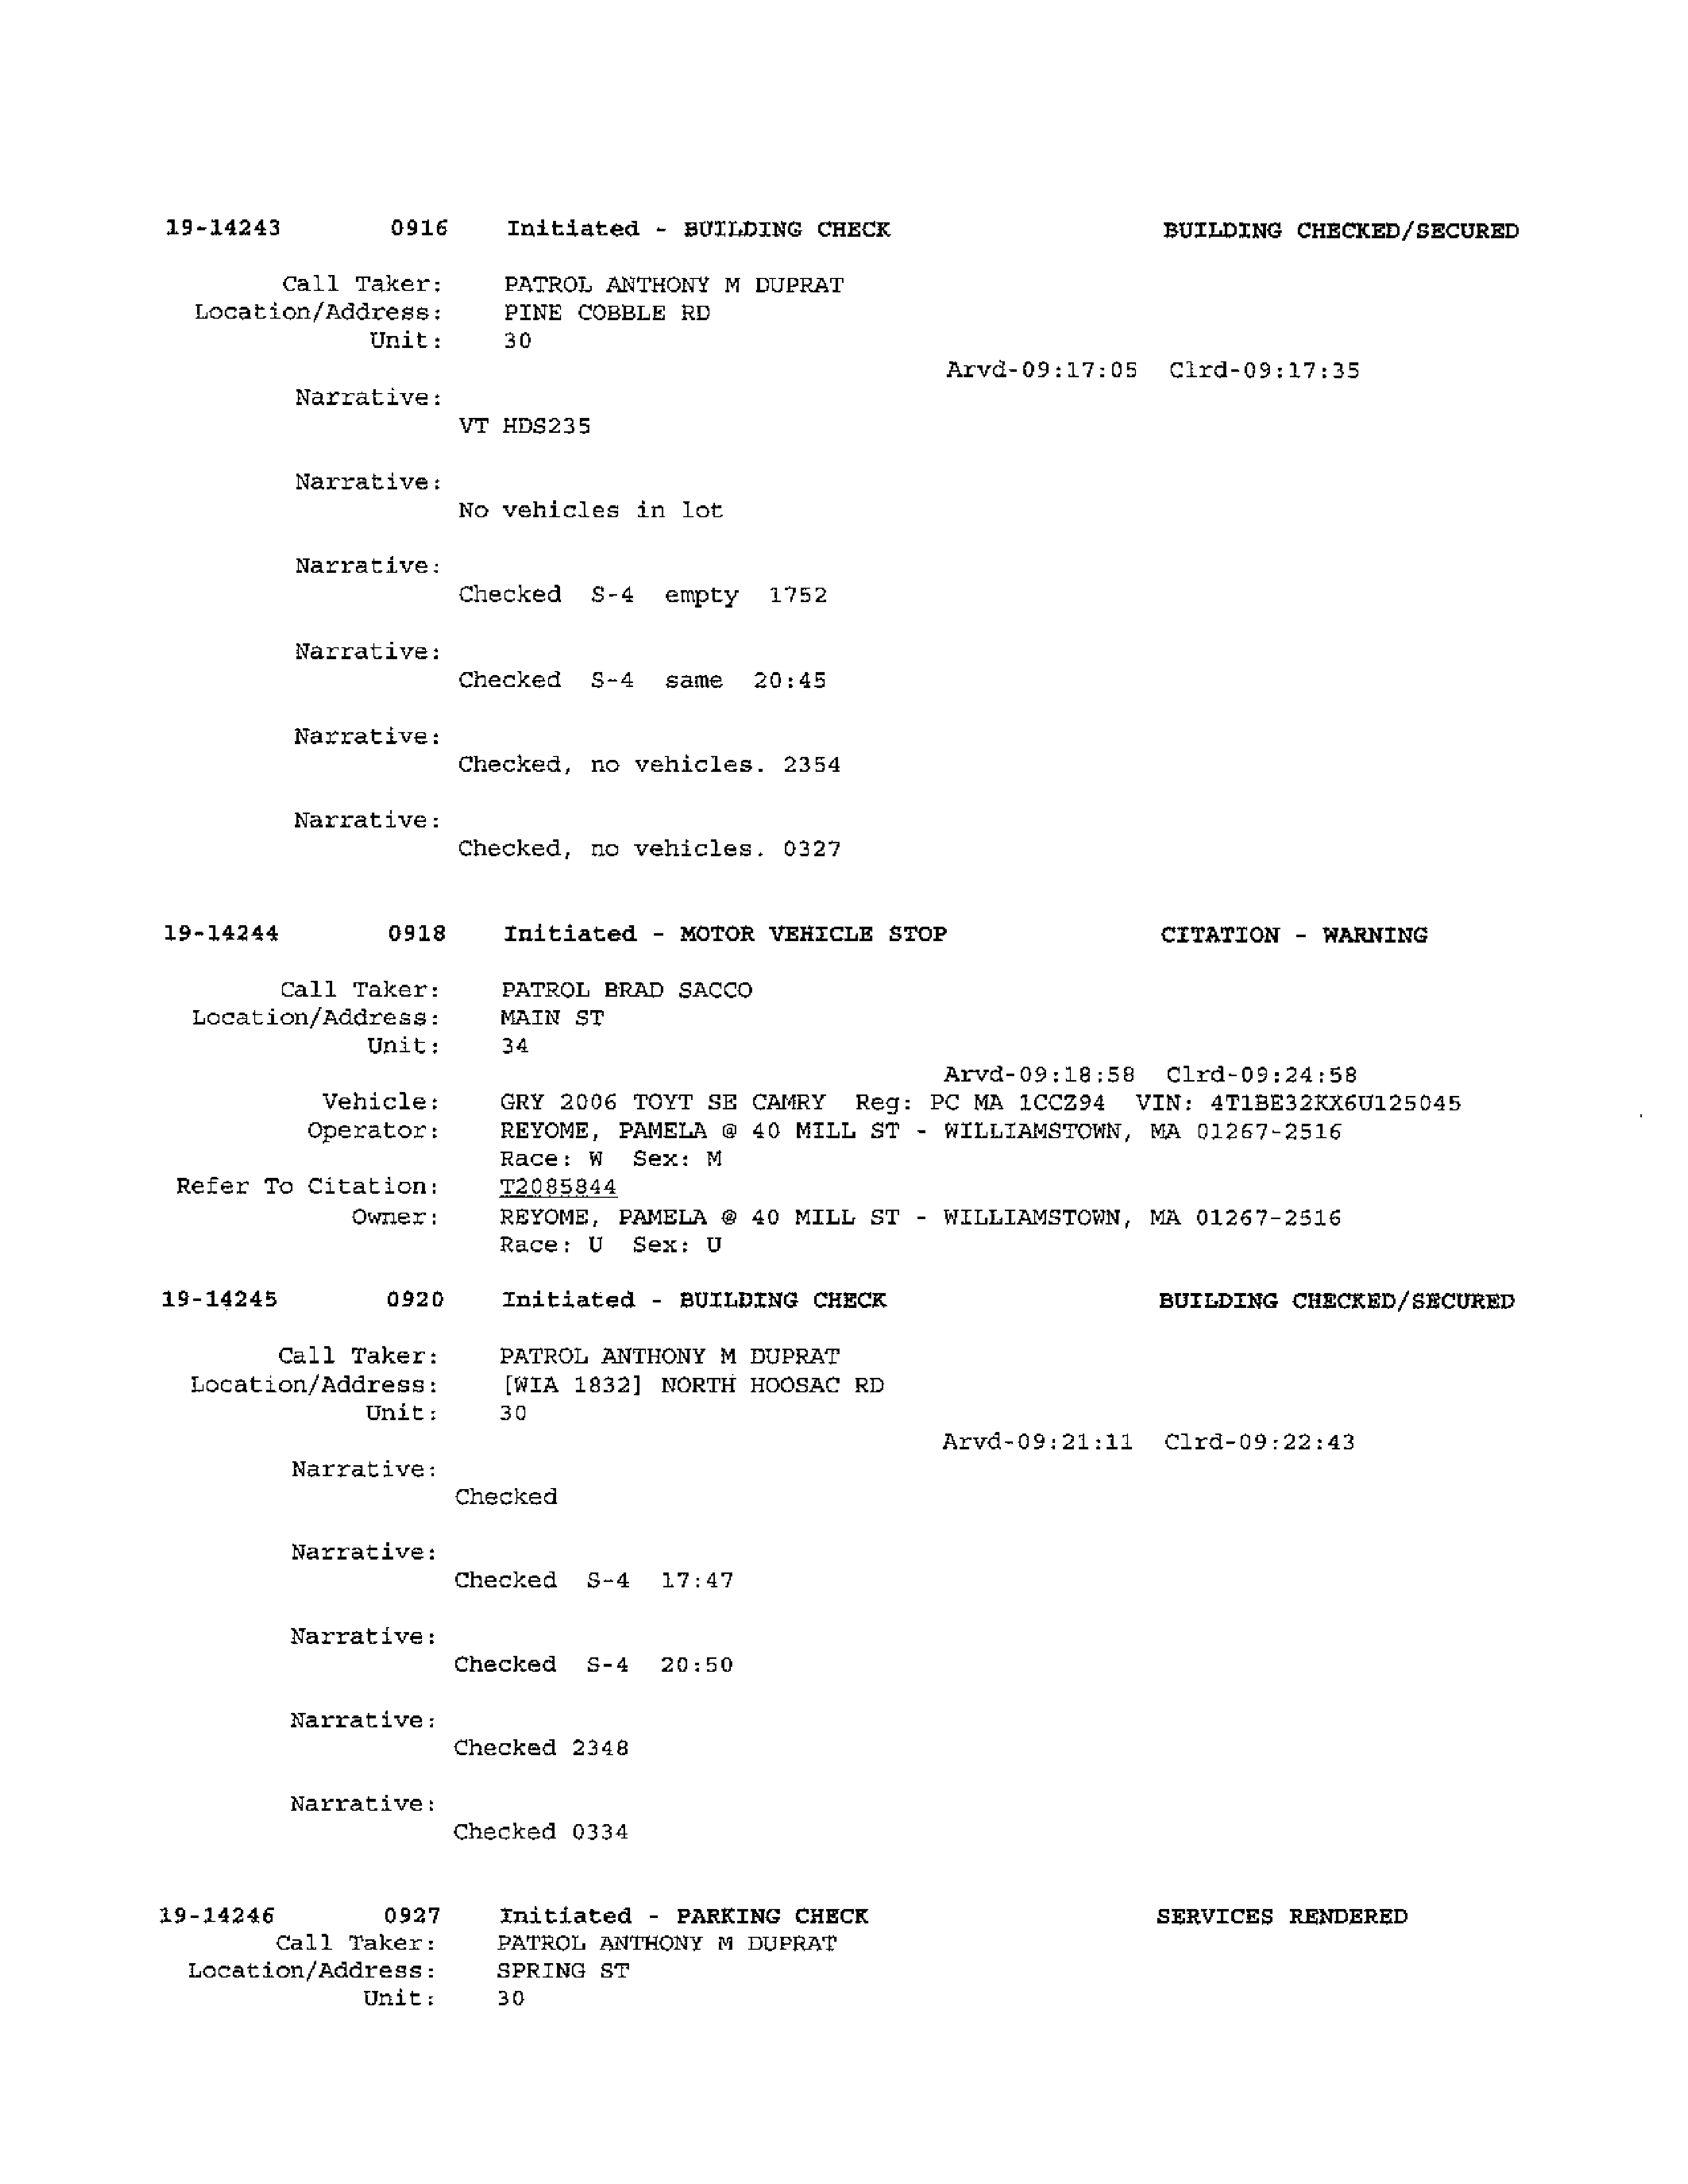 19-14243 0916 Initiated - BUILDING CHECK BUILDING CHECKED/SECURED
Call Taker: PATROL ANTHONY M DUPRAT
Location/Address: PINE COBBLE RD
Unit: 30
Arvd-09:17:05 Clrd-09:17:35
Narrative:
VT HDS235
Narrative:
No vehicles in lot
Narrative:
Checked S-4 empty 1752
Narrative:
Checked S-4 same 20:45
Narrative:
Checked, no vehicles. 2354
Narrative:
Checked, no vehicles. 0327
19-14244 0918 Initiated - MOTOR VEHICLE STOP CITATION - WARNING
Call Taker: PATROL BRAD SACCO
Location/Address: MAIN ST
Unit: 34
Arvd-09:18:58 Clrd-09:24:58
Vehicle: GRY 2006 TOYT SE CAMRY Reg: PC MA 1CCZ94 VIN: 4T1BE32KX6U125045
Operator: REYOME, PAMELA @ 40 MILL ST - WILLIAMSTOWN, MA 01267-2516
Race: W Sex: M
Refer To Citation: T2085844
Owner: REYOME, PAMELA @ 40 MILL ST - WILLIAMSTOWN, MA 01267-2516
Race: U Sex: U
19-14245 0920 Initiated - BUILDING CHECK BUILDING CHECKED/SECURED
Call Taker: PATROL ANTHONY M DUPRAT
Location/Address: [WIA 1832] NORTH HOOSAC RD
Unit: 30
Arvd-09:21:11 Clrd-09:22:43
Narrative:
Checked
Narrative:
Checked S-4 17:47
Narrative:
Checked S-4 20:50
Narrative:
Checked 2348
Narrative:
Checked 0334
19-14246 0927 Initiated - PARKING CHECK SERVICES RENDERED
Call Taker: PATROL ANTHONY M DUPRAT
Location/Address: SPRING ST
Unit: 30